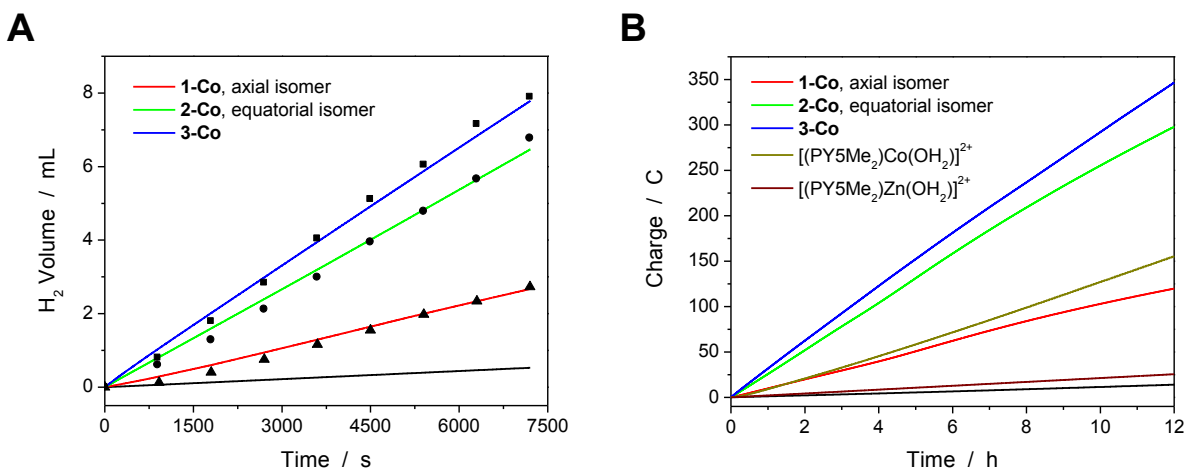 A
1-Co, axial isomer
2-Co, equatorial isomer
3-Co
H2 Volume / mL
8
6
4
2
0
0 1500 3000 4500 6000 7500
Time / s
B
1-Co, axial isomer
2-Co, equatorial isomer
3-Co
[(PY5Me2)Co(OH2)]2+
[(PY5Me2)Zn(OH2)]2+
Charge / C
350
300
250
200
150
100
50
0
0 2 4 6 8 10 12
Time / h